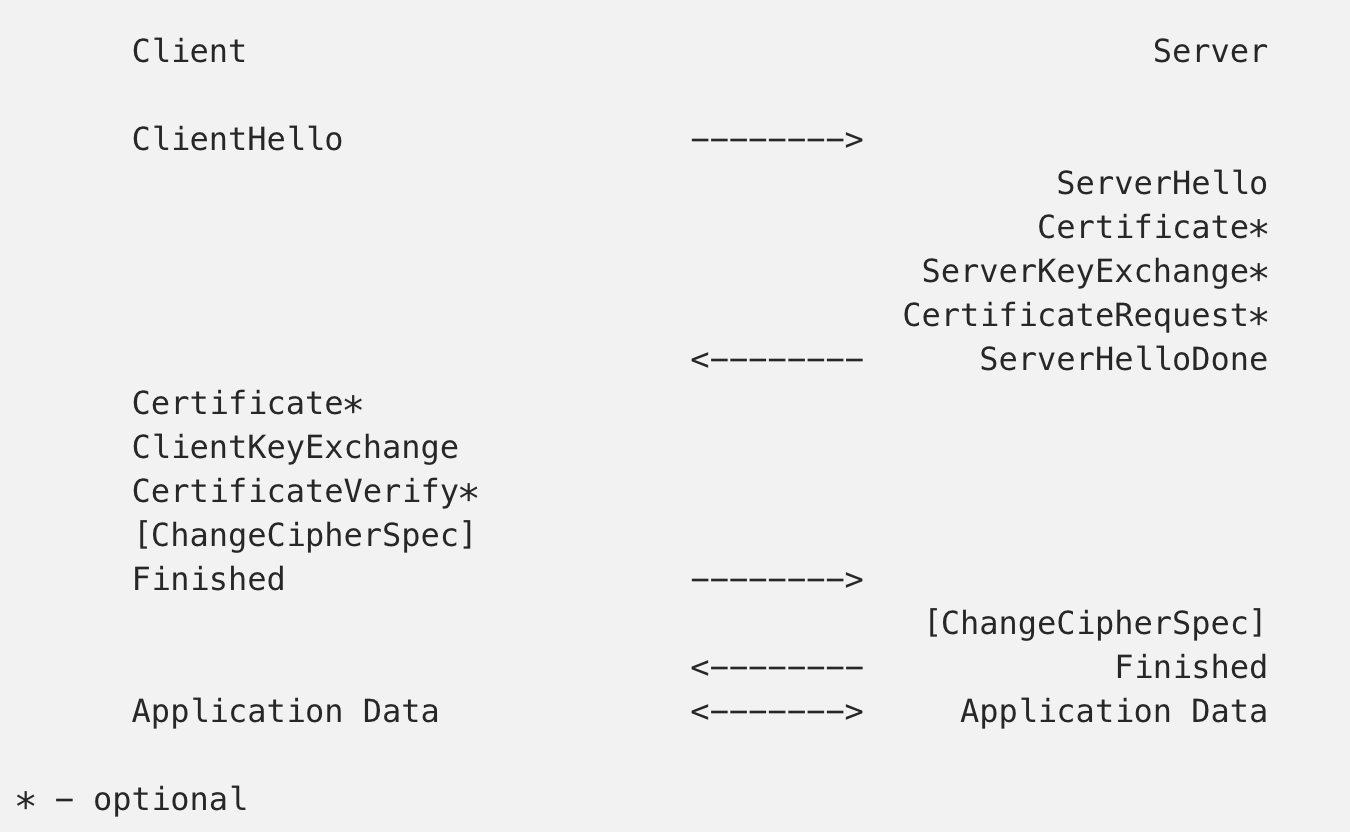 Client Server
ClientHello -------->
ServerHello
Certificate*
ServerKeyExchange*
CertificateRequest*
<-------- ServerHelloDone
Certificate*
ClientKeyExchange
CertificateVerify*
[ChangeCipherSpec]
Finished -------->
[ChangeCipherSpec]
<-------- Finished
Application Data <-------> Application Data
* - optional